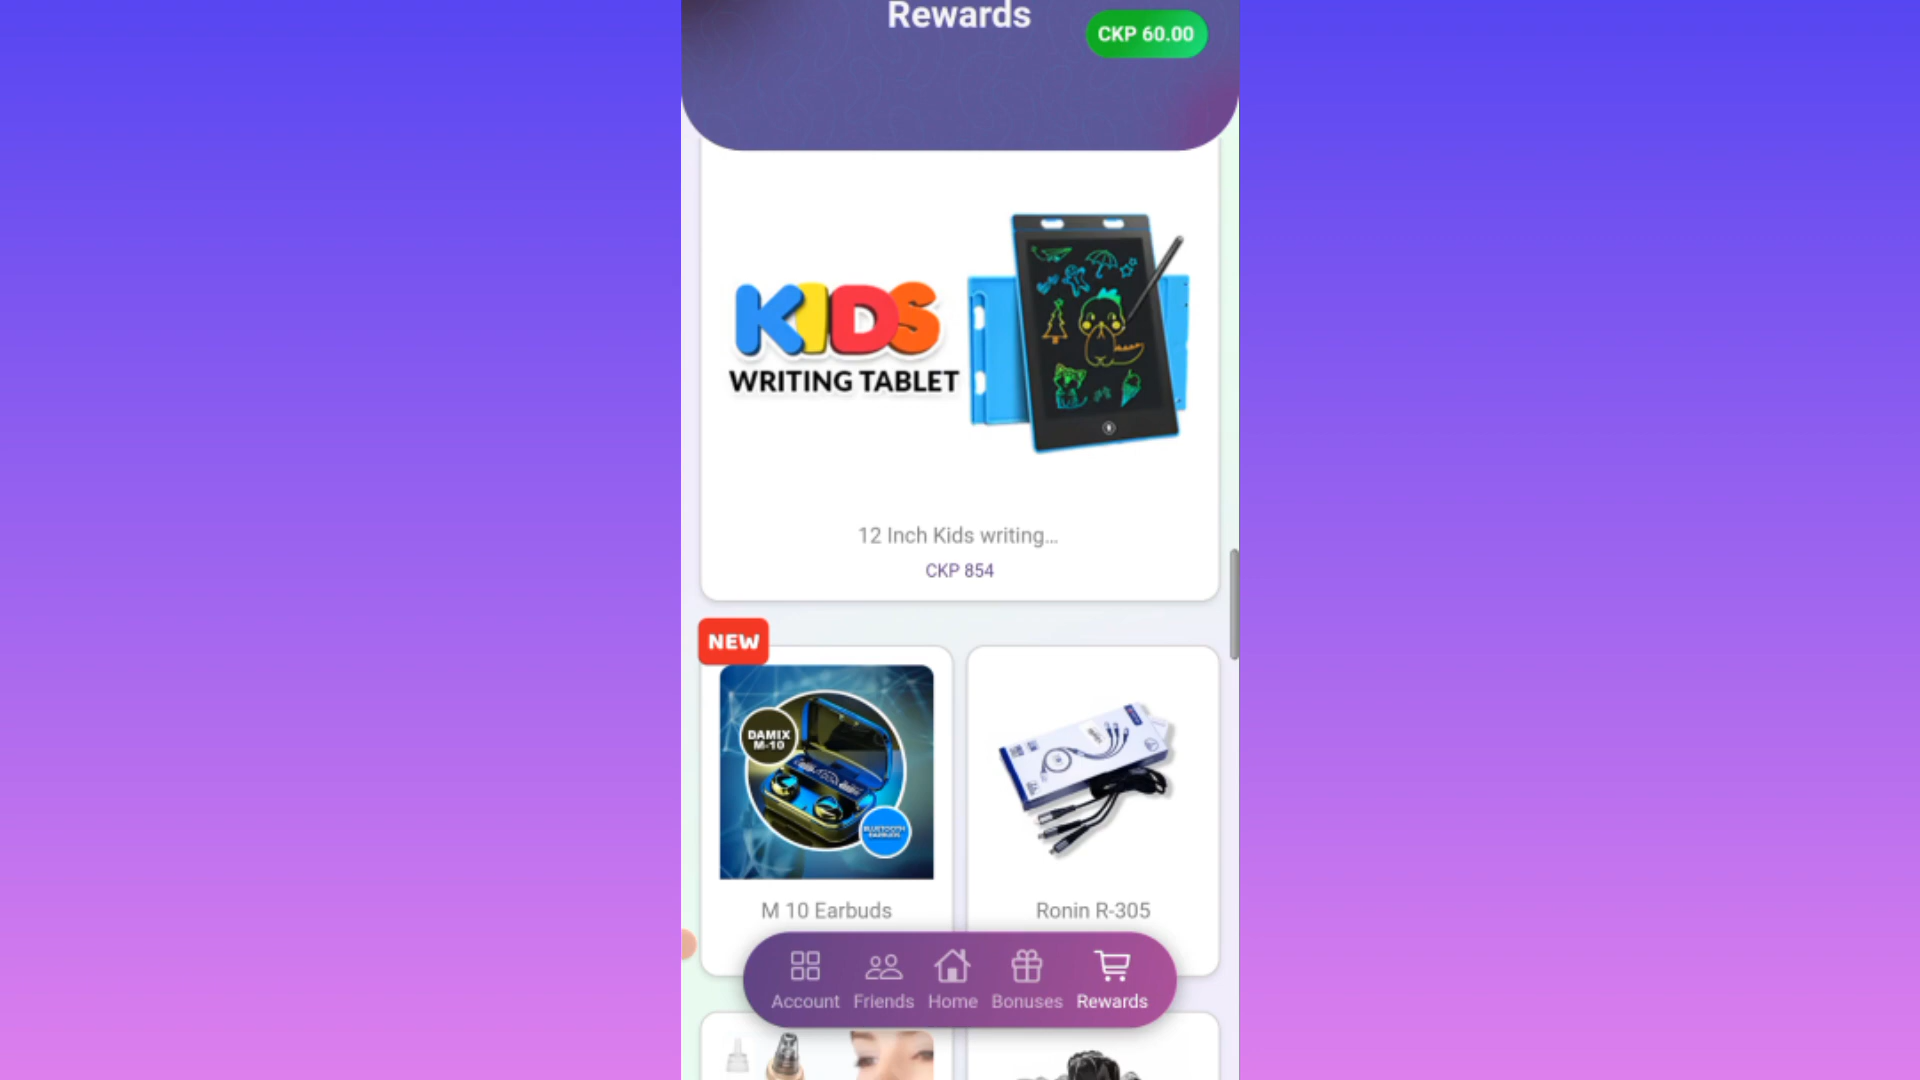 Rewards
CKP 60.00
KIDS
WRITING TABLET
12 Inch Kids writing...
CKP 854
NEW
DAMIX
M-10
BLUETOOTH
EARBUDS
M 10 Earbuds
Ronin R-305
Account
Friends
Home
Bonuses
Rewards